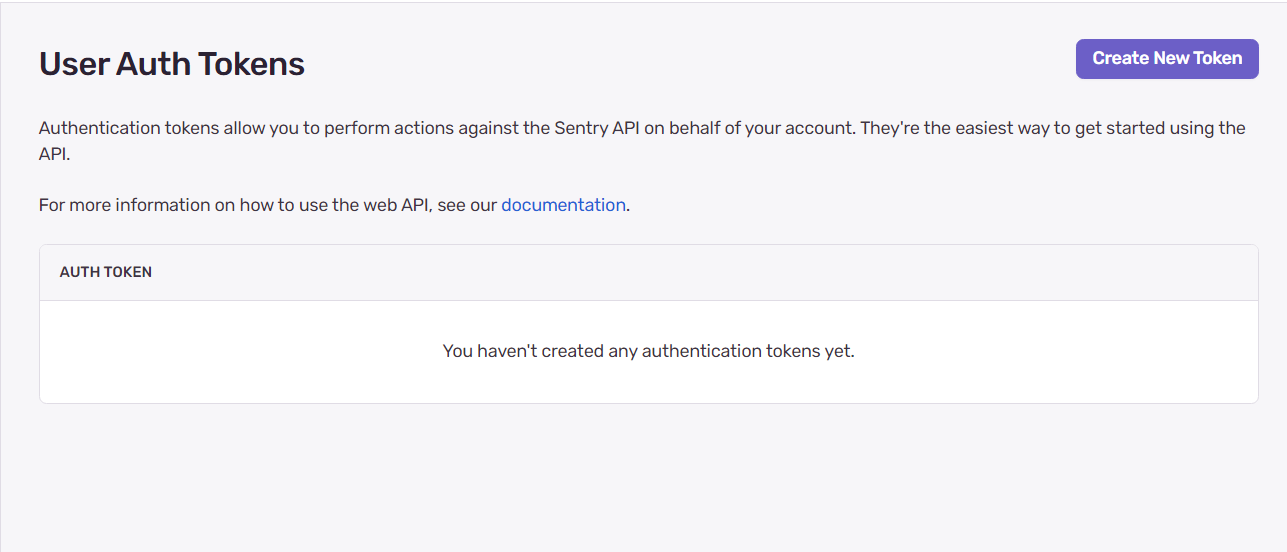 User Auth Tokens
Create New Token
Authentication tokens allow you to perform actions against the Sentry API on behalf of your account. They're the easiest way to get started using the
API.
For more information on how to use the web API, see our documentation.
AUTH TOKEN
You haven't created any authentication tokens yet.